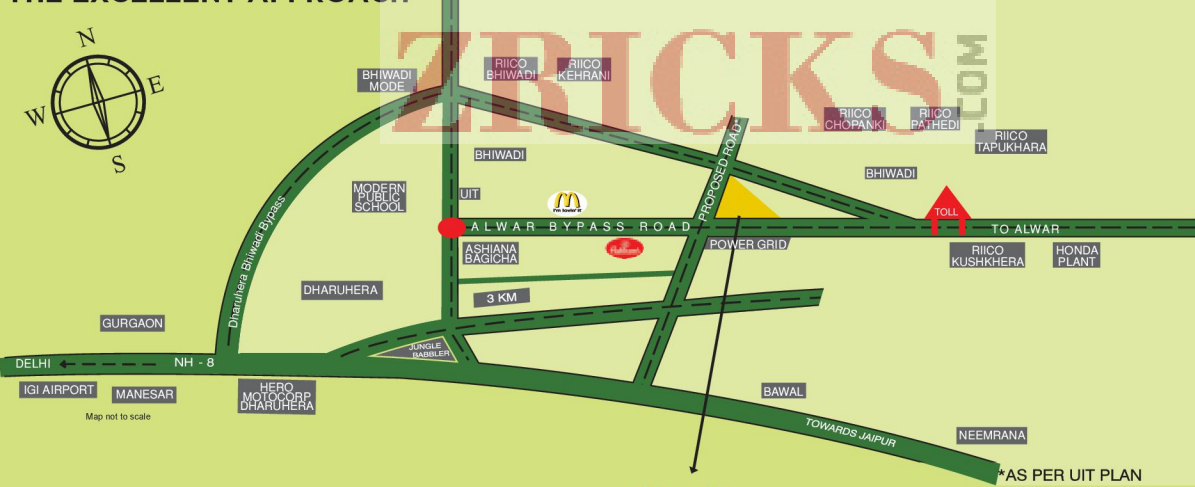 THE EXCELLENT APPROACH
ZRICKS
.COM
N
E
W
S
BHIWADI
MODE
RIICO
BHIWADI
RIICO
KEHRANI
RIICO
CHOPANKI
RIICO
PATHEDI
RIICO
TAPUKHARA
BHIWADI
BHIWADI
MODERN
PUBLIC
SCHOOL
UIT
i'm lovin' it
PROPOSED ROAD*
TOLL
ALWAR BYPASS ROAD
TO ALWAR
ASHIANA
BAGICHA
POWER GRID
RIICO
KUSHKHERA
HONDA
PLANT
Dharuhera Bhiwadi Bypass
DHARUHERA
3 KM
GURGAON
JUNGLE
BABBLER
DELHI
NH - 8
IGI AIRPORT
MANESAR
HERO
MOTOCORP
DHARUHERA
BAWAL
Map not to scale
TOWARDS JAIPUR
NEEMRANA
*AS PER UIT PLAN